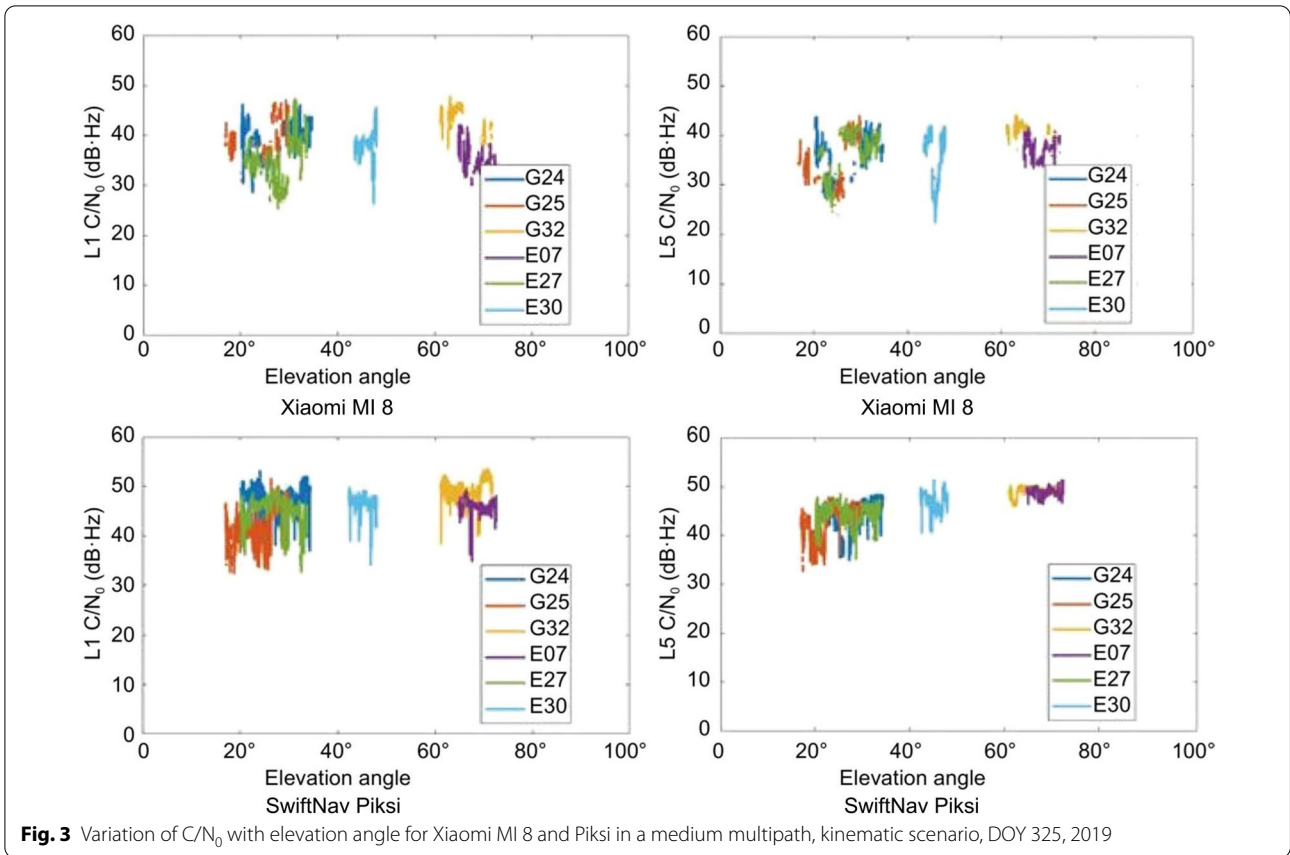 60
50
40
30
20
10
0
L1 C/N0 (dB·Hz)
G24
G25
G32
E07
E27
E30
0 20° 40° 60° 80° 100°
Elevation angle
Xiaomi MI 8
60
50
40
30
20
10
0
L5 C/N0 (dB·Hz)
G24
G25
G32
E07
E27
E30
0 20° 40° 60° 80° 100°
Elevation angle
Xiaomi MI 8
60
50
40
30
20
10
0
L1 C/N0 (dB·Hz)
G24
G25
G32
E07
E27
E30
0 20° 40° 60° 80° 100°
Elevation angle
SwiftNav Piksi
60
50
40
30
20
10
0
L5 C/N0 (dB·Hz)
G24
G25
G32
E07
E27
E30
0 20° 40° 60° 80° 100°
Elevation angle
SwiftNav Piksi
Fig. 3 Variation of C/N0 with elevation angle for Xiaomi MI 8 and Piksi in a medium multipath, kinematic scenario, DOY 325, 2019